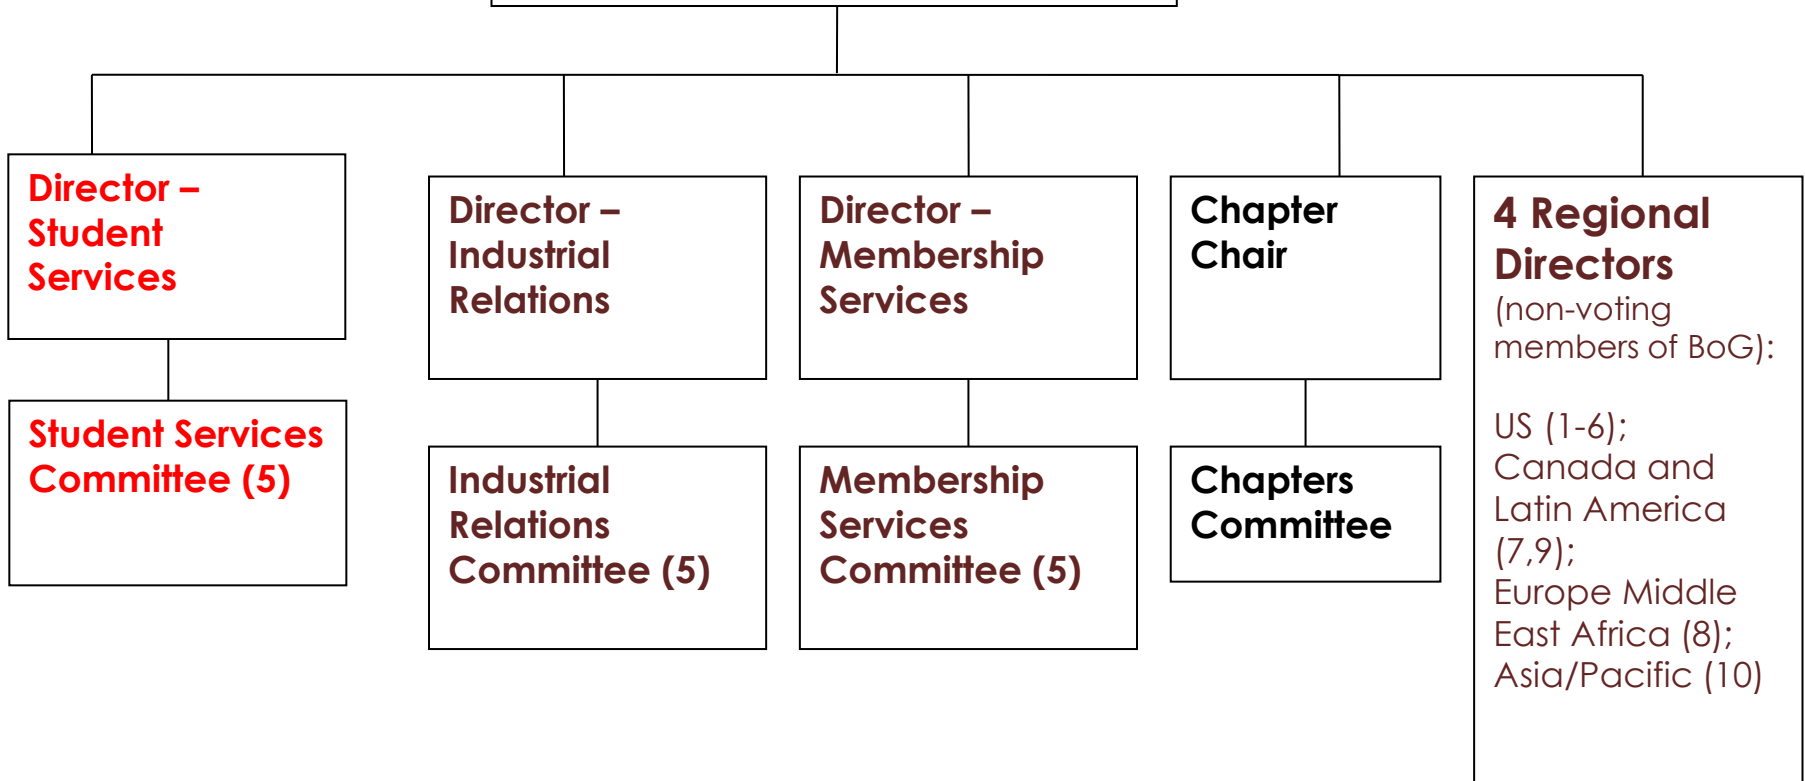 Director –
Student
Services
Student Services
Committee (5)
Director –
Industrial
Relations
Industrial
Relations
Committee (5)
Director –
Membership
Services
Membership
Services
Committee (5)
Chapter
Chair
Chapters
Committee
4 Regional
Directors
(non-voting
members of BoG):
US (1-6);
Canada and
Latin America
(7,9);
Europe Middle
East Africa (8);
Asia/Pacific (10)